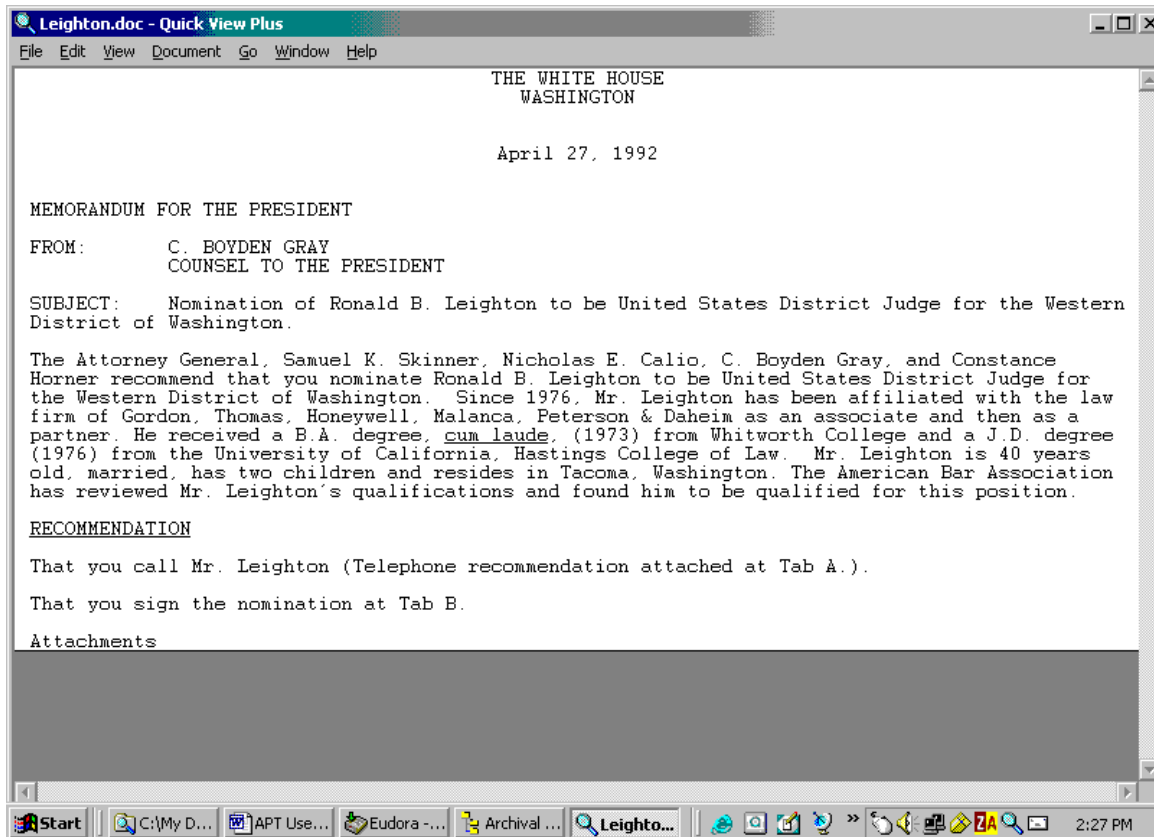 Leighton.doc - Quick View Plus
File Edit View Document Go Window Help
THE WHITE HOUSE
WASHINGTON
April 27, 1992
MEMORANDUM FOR THE PRESIDENT
FROM: C. BOYDEN GRAY
COUNSEL TO THE PRESIDENT
SUBJECT: Nomination of Ronald B. Leighton to be United States District Judge for the Western
District of Washington.
The Attorney General, Samuel K. Skinner, Nicholas E. Calio, C. Boyden Gray, and Constance
Horner recommend that you nominate Ronald B. Leighton to be United States District Judge for
the Western District of Washington. Since 1976, Mr. Leighton has been affiliated with the law
firm of Gordon, Thomas, Honeywell, Malanca, Peterson & Daheim as an associate and then as a
partner. He received a B.A. degree, cum laude, (1973) from Whitworth College and a J.D. degree
(1976) from the University of California, Hastings College of Law. Mr. Leighton is 40 years
old, married, has two children and resides in Tacoma, Washington. The American Bar Association
has reviewed Mr. Leighton´s qualifications and found him to be qualified for this position.
RECOMMENDATION
That you call Mr. Leighton (Telephone recommendation attached at Tab A.).
That you sign the nomination at Tab B.
Attachments
Start C:\My D... APT Use... Eudora -... Archival ... Leighto... » ZA 2:27 PM